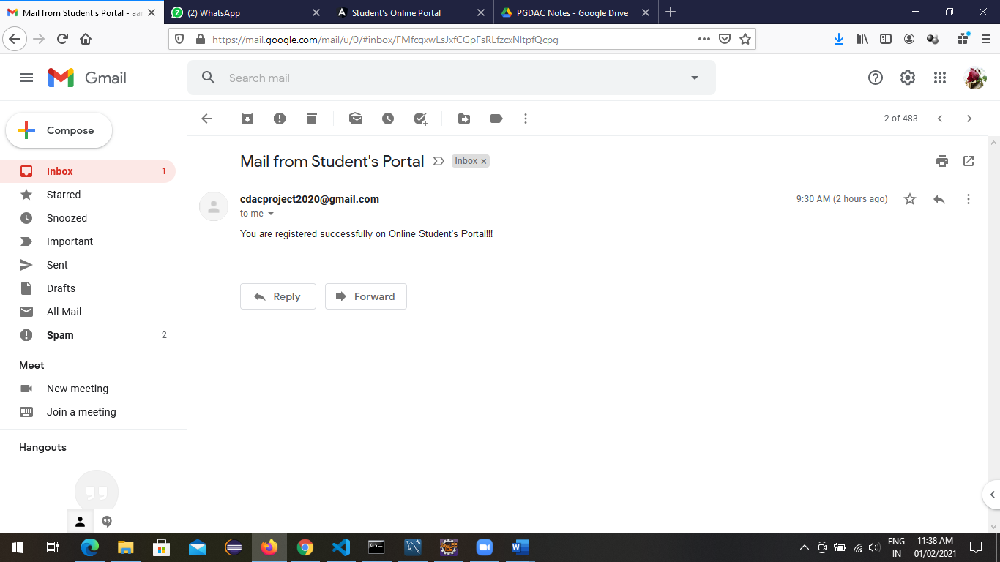 Mail from Student's Portal - aar
(2) WhatsApp
Student's Online Portal
PGDAC Notes - Google Drive
https://mail.google.com/mail/u/0/#inbox/FMfcgxwLsJxfCGpFsRLfzcxNltpfQcpg
Gmail
Search mail
Compose
2 of 483
Inbox 1
Starred
Snoozed
Important
Sent
Drafts
All Mail
Spam 2
Meet
New meeting
Join a meeting
Hangouts
Mail from Student's Portal
Inbox x
cdacproject2020@gmail.com
9:30 AM (2 hours ago)
to me
You are registered successfully on Online Student's Portal!!!
Reply
Forward
ENG
IN
11:38 AM
01/02/2021